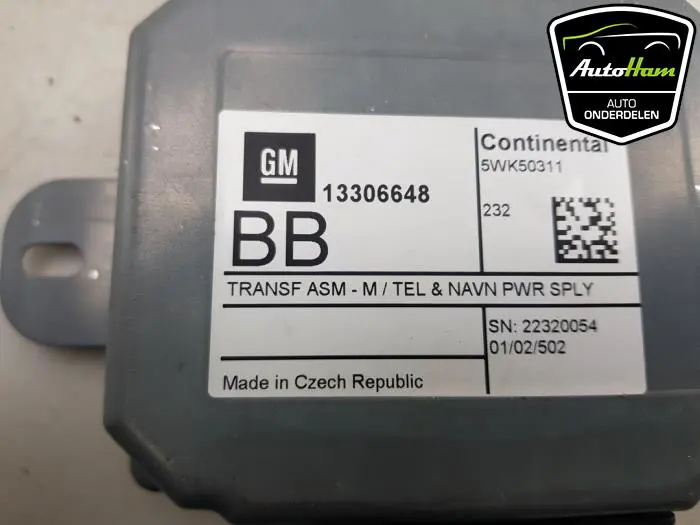 AutoHam
AUTO
ONDERDELEN
GM
13306648
BB
Continental
5WK50311
232
TRANSF ASM - M / TEL & NAVN PWR SPLY
SN: 22320054
01/02/502
Made in Czech Republic